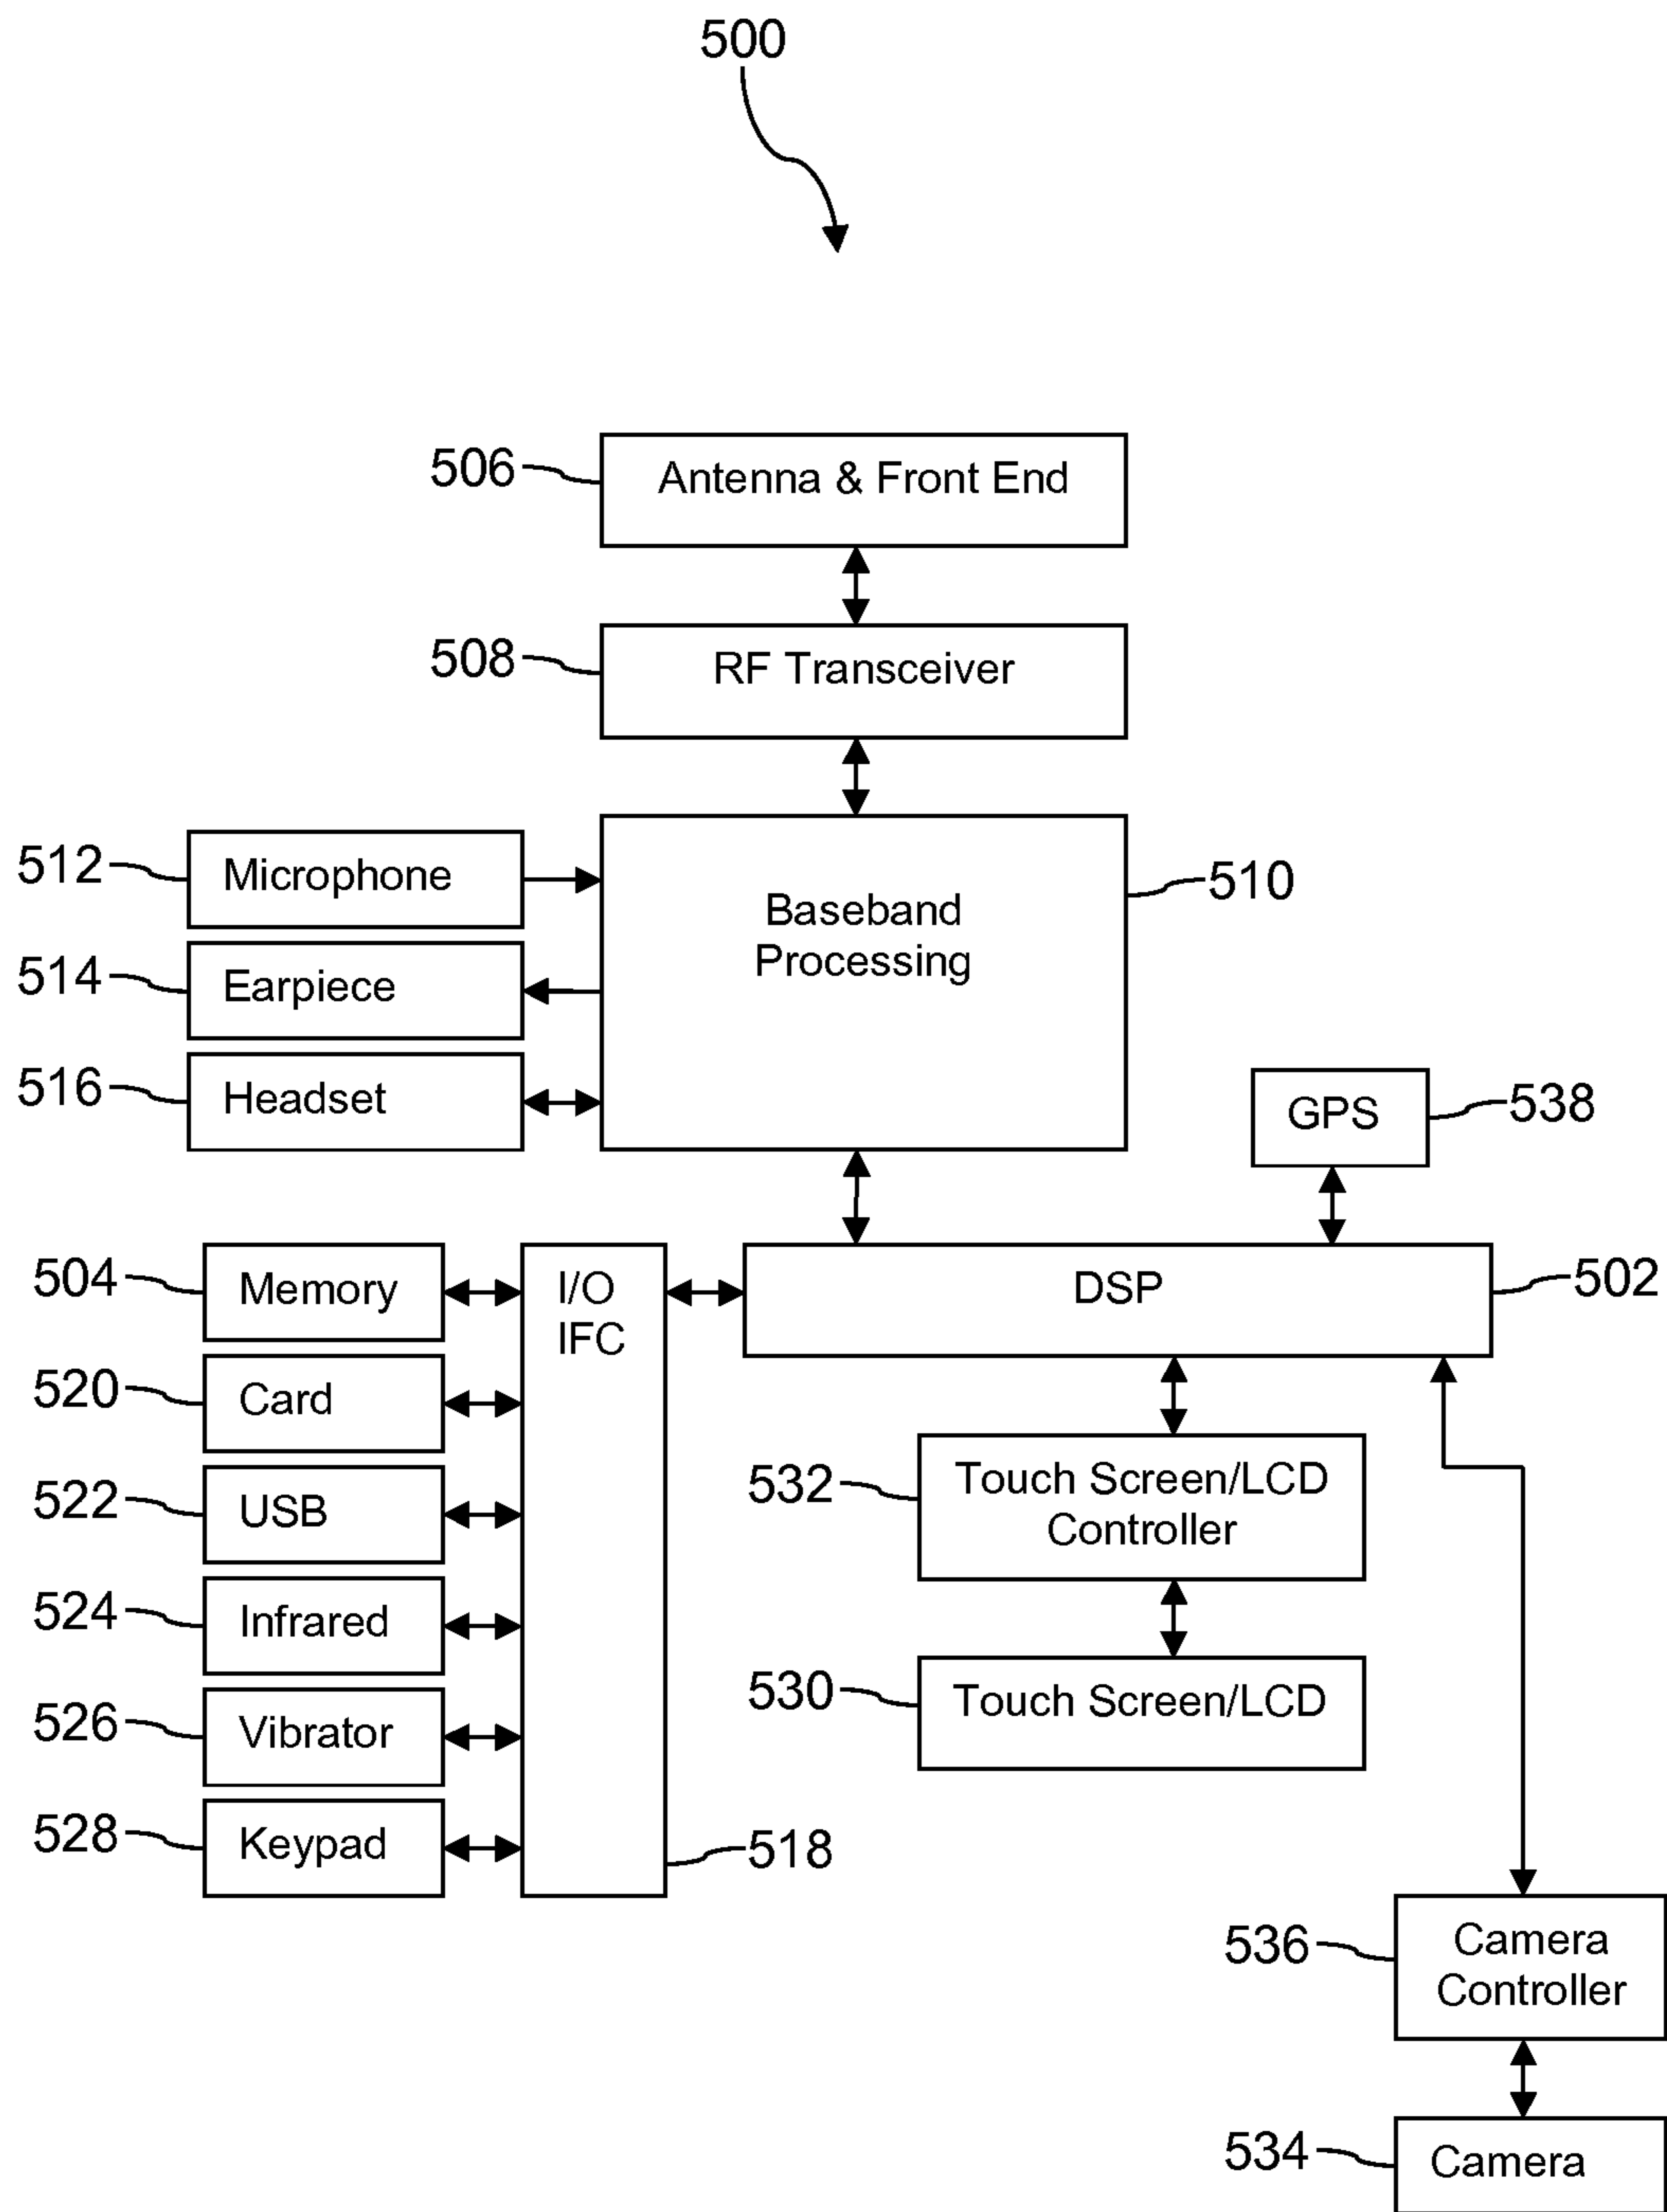 500
506
Antenna & Front End
508
RF Transceiver
512
Microphone
Baseband
Processing
510
514
Earpiece
516
Headset
GPS
538
504
Memory
I/O
IFC
DSP
502
520
Card
522
USB
532
Touch Screen/LCD
Controller
524
Infrared
526
Vibrator
530
Touch Screen/LCD
528
Keypad
518
536
Camera
Controller
534
Camera